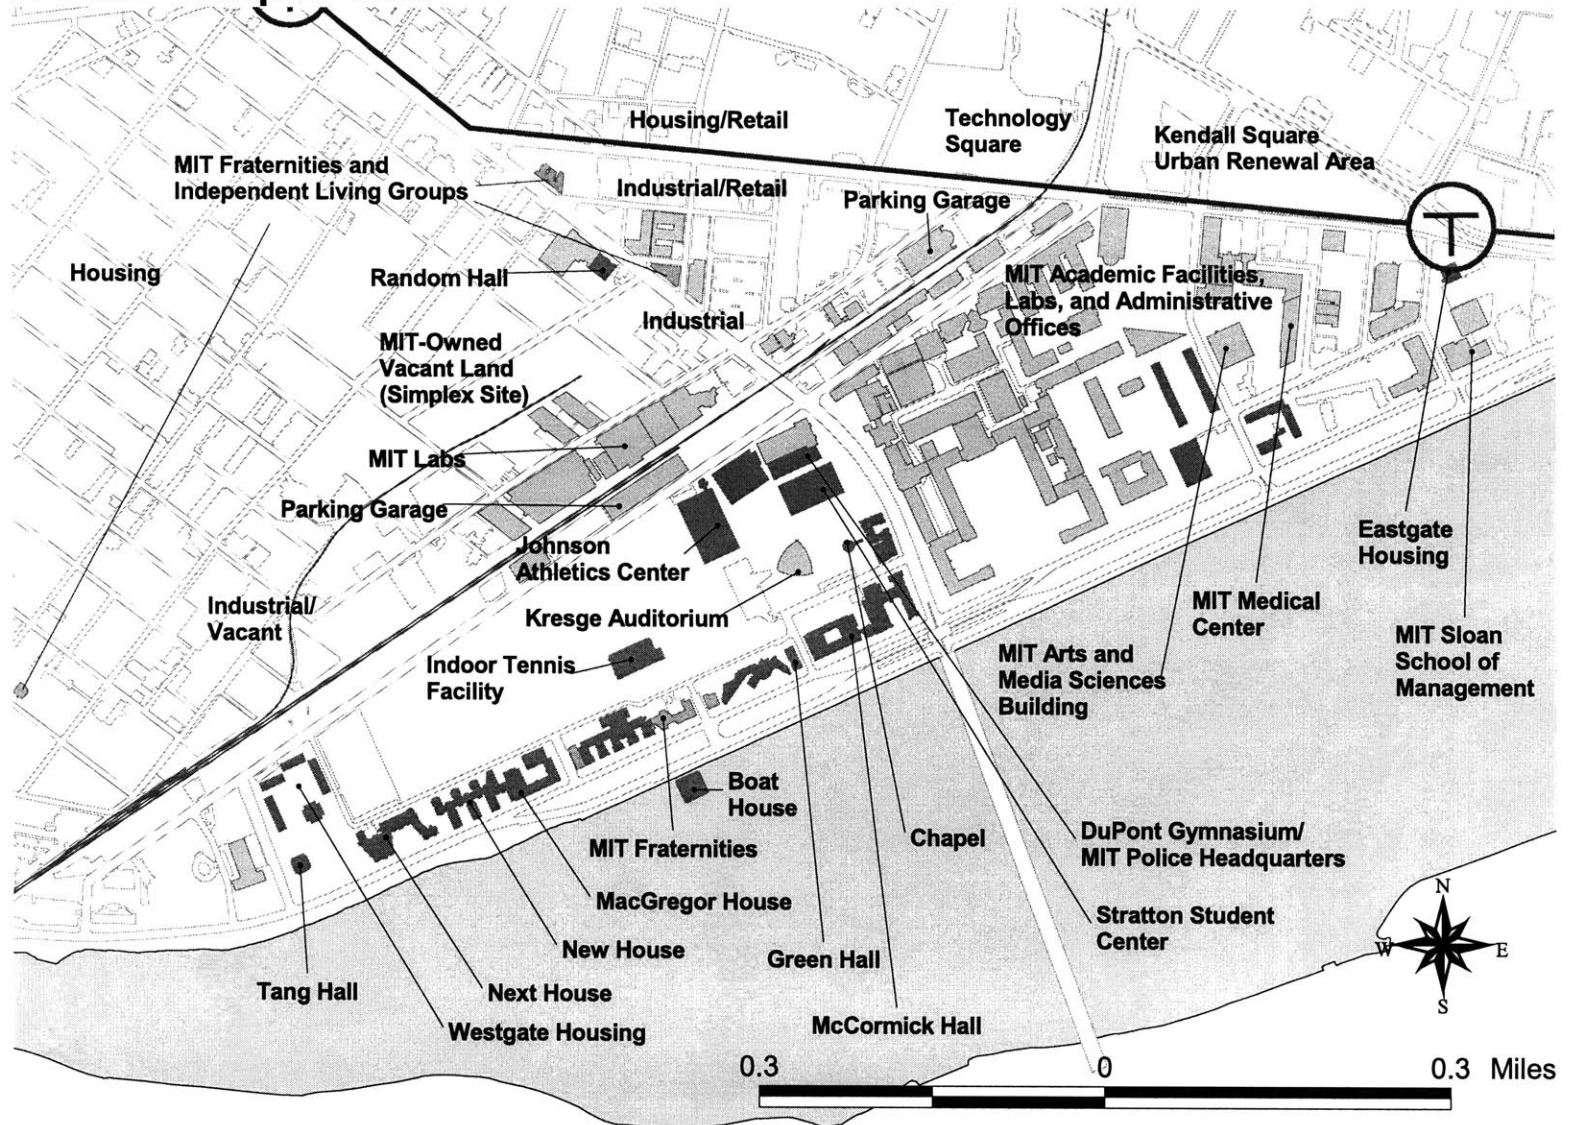 Housing/Retail
Technology
Square
Kendall Square
Urban Renewal Area
MIT Fraternities and
Independent Living Groups
Industrial/Retail
Parking Garage
T
Housing
Random Hall
MIT Academic Facilities,
Labs, and Administrative
Offices
Industrial
MIT-Owned
Vacant Land
(Simplex Site)
MIT Labs
Parking Garage
Johnson
Athletics Center
Eastgate
Housing
Industrial/
Vacant
Kresge Auditorium
MIT Medical
Center
MIT Sloan
School of
Management
Indoor Tennis
Facility
MIT Arts and
Media Sciences
Building
Boat
House
MIT Fraternities
Chapel
DuPont Gymnasium/
MIT Police Headquarters
MacGregor House
Stratton Student
Center
New House
Green Hall
Tang Hall
Next House
Westgate Housing
McCormick Hall
N
W
E
S
0.3
0
0.3 Miles